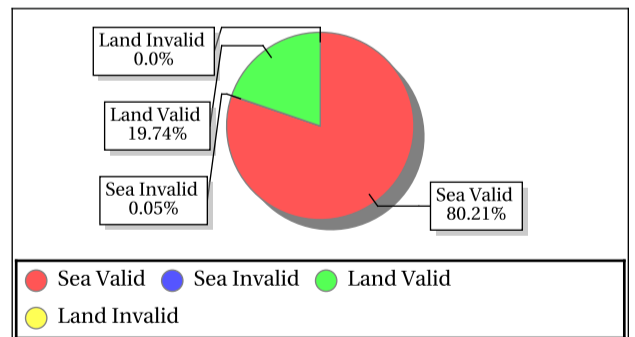 Land Invalid
0.0%
Land Valid
19.74%
Sea Invalid
0.05%
Sea Valid
80.21%
Sea Valid Sea Invalid Land Valid
Land Invalid